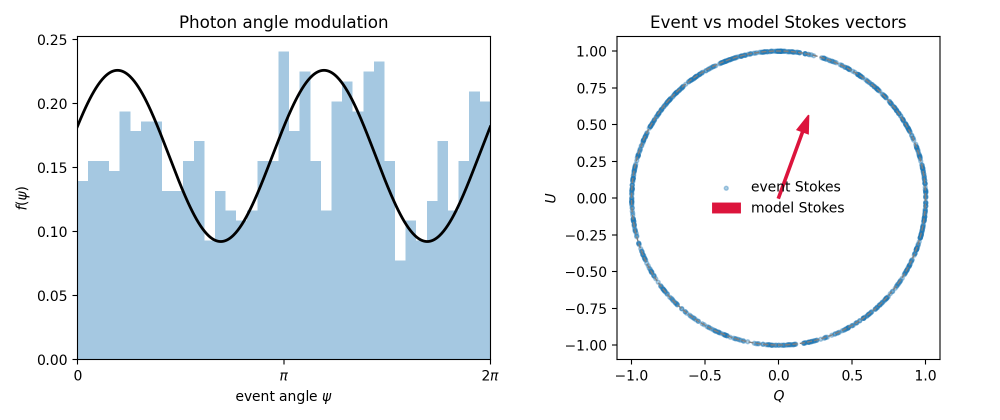 Photon angle modulation
0.25
0.20
0.15
0.10
0.05
0.00
f(ψ)
0
π
2π
event angle ψ
Event vs model Stokes vectors
1.00
0.75
0.50
0.25
0.00
−0.25
−0.50
−0.75
−1.00
U
event Stokes
model Stokes
−1.0
−0.5
0.0
0.5
1.0
Q